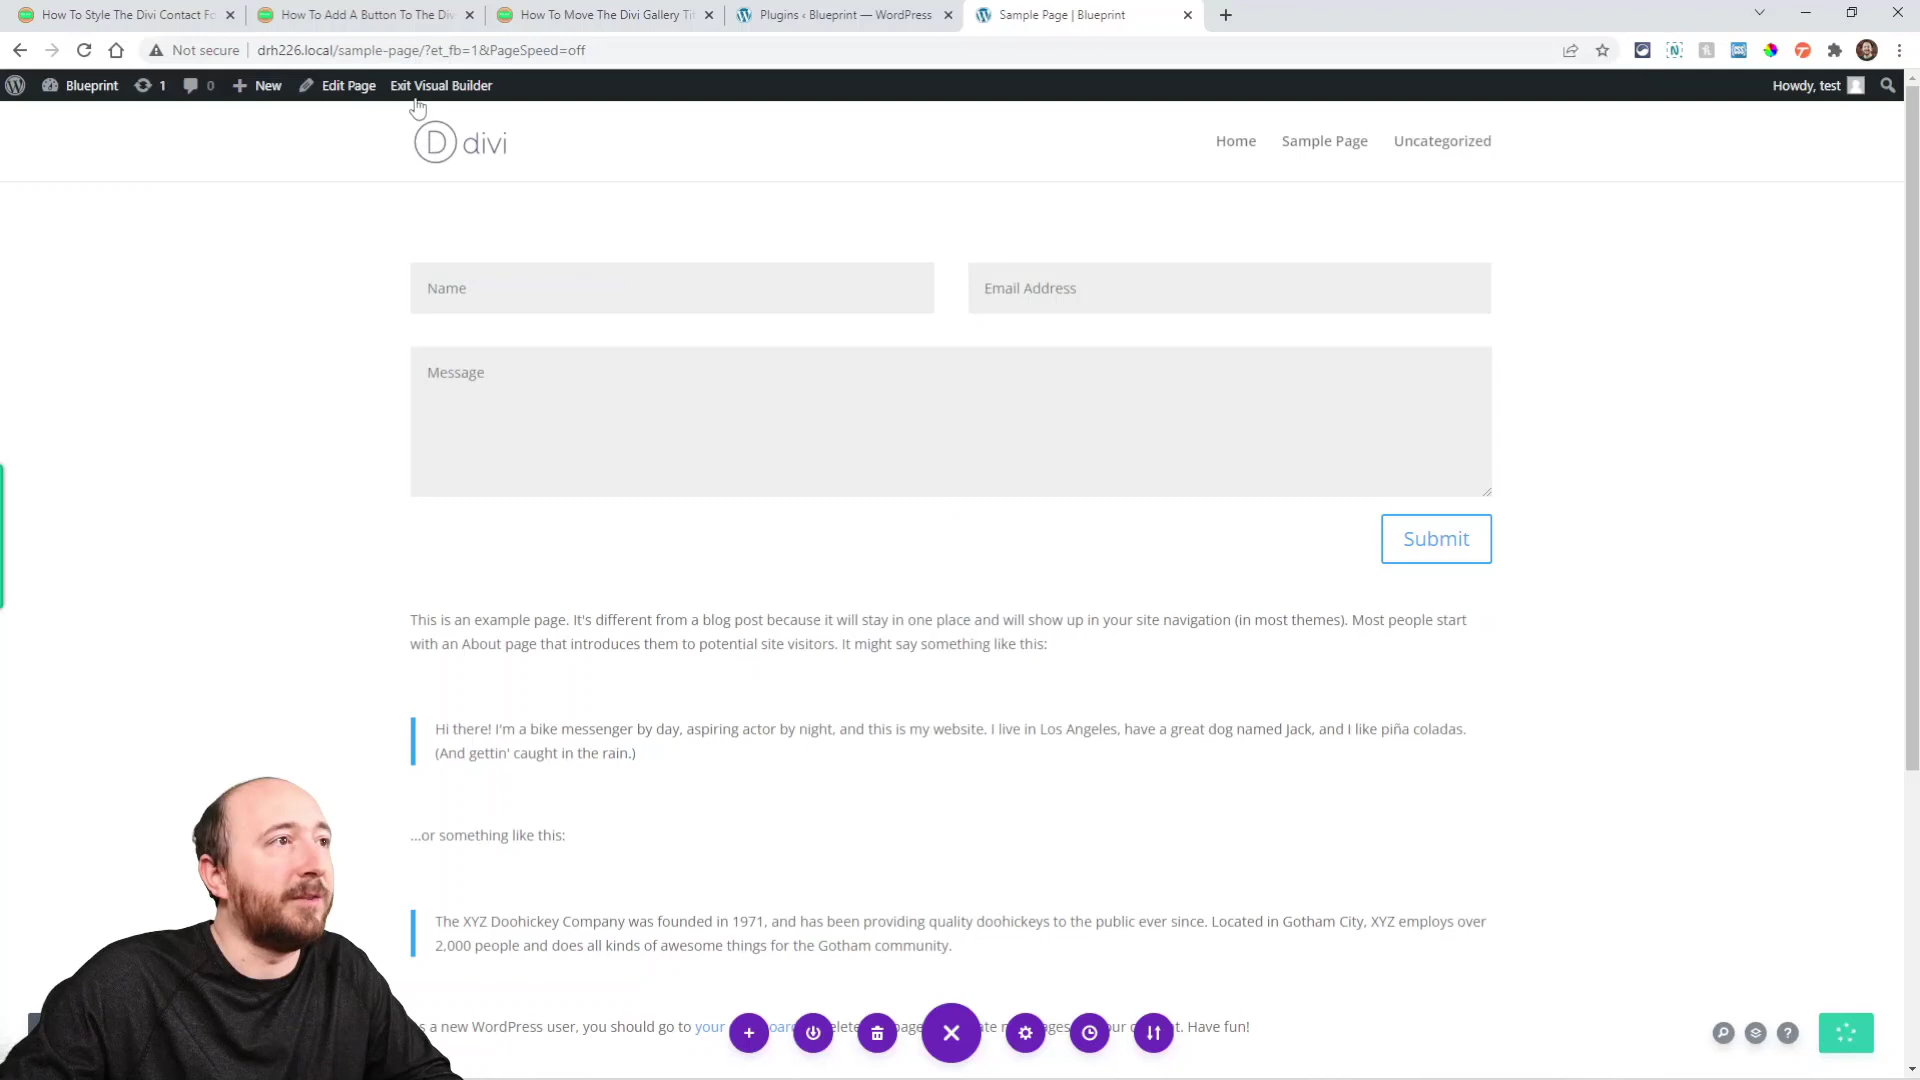 How To Style The Divi Contact Fo
How To Add A Button To The Div
How To Move The Divi Gallery Tit
Plugins ‹ Blueprint — WordPress
Sample Page | Blueprint
Not secure
drh226.local/sample-page/?et_fb=1&PageSpeed=off
Blueprint
1
0
New
Edit Page
Exit Visual Builder
Howdy, test
D divi
Home
Sample Page
Uncategorized
Name
Email Address
Message
Submit
This is an example page. It's different from a blog post because it will stay in one place and will show up in your site navigation (in most themes). Most people start
with an About page that introduces them to potential site visitors. It might say something like this:
Hi there! I'm a bike messenger by day, aspiring actor by night, and this is my website. I live in Los Angeles, have a great dog named Jack, and I like piña coladas.
(And gettin' caught in the rain.)
...or something like this:
The XYZ Doohickey Company was founded in 1971, and has been providing quality doohickeys to the public ever since. Located in Gotham City, XYZ employs over
2,000 people and does all kinds of awesome things for the Gotham community.
s a new WordPress user, you should go to your Have fun!